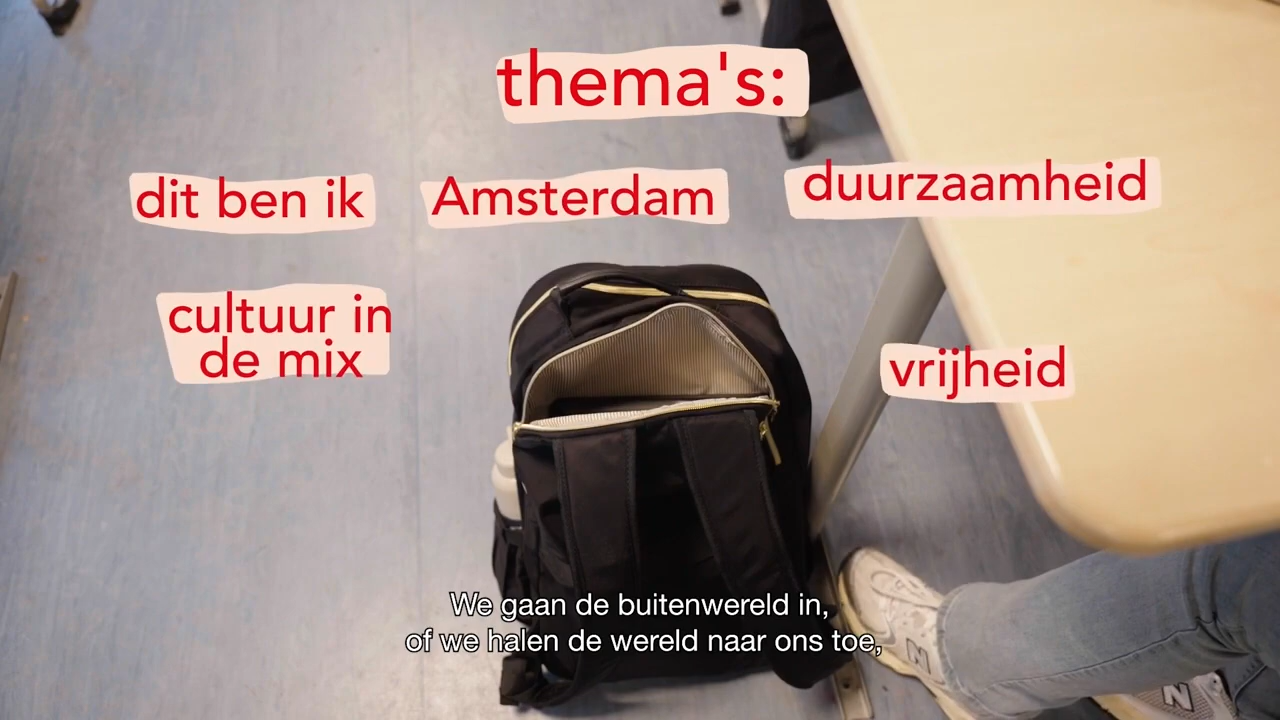 thema's:
dit ben ik
Amsterdam
duurzaamheid
cultuur in
de mix
vrijheid
We gaan de buitenwereld in,
of we halen de wereld naar ons toe,
N
N